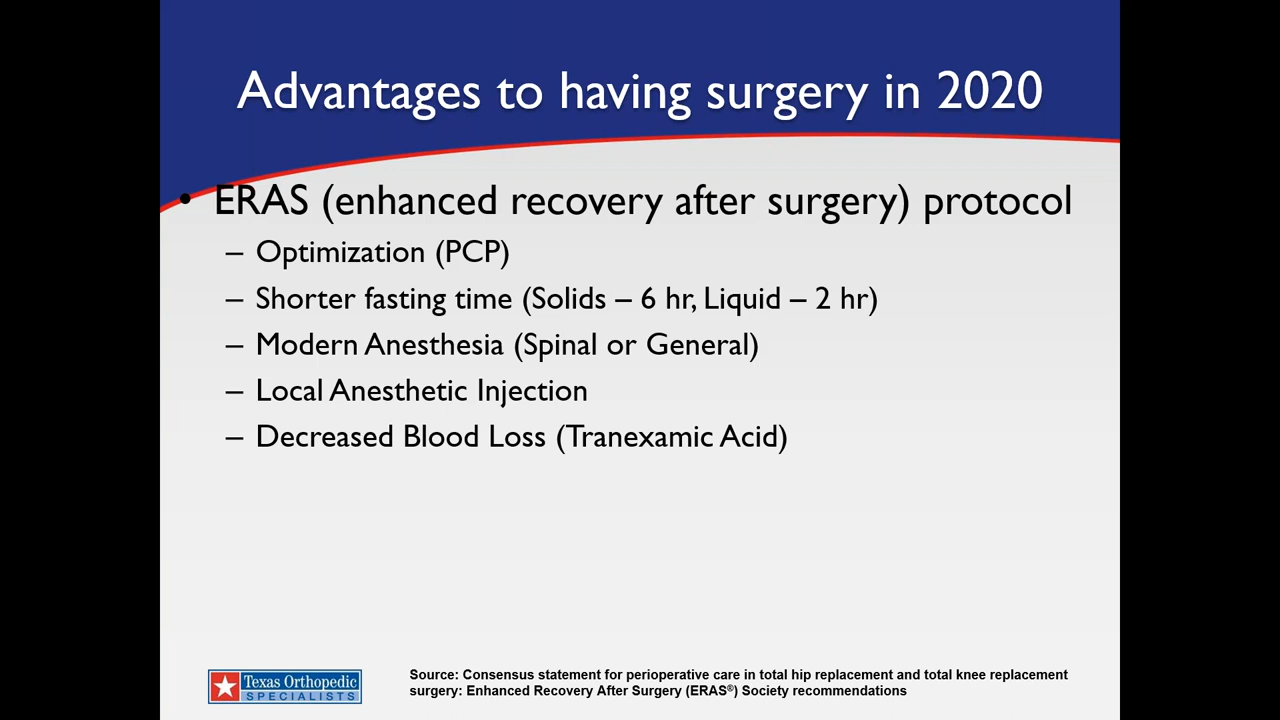 Advantages to having surgery in 2020
• ERAS (enhanced recovery after surgery) protocol
– Optimization (PCP)
– Shorter fasting time (Solids – 6 hr, Liquid – 2 hr)
– Modern Anesthesia (Spinal or General)
– Local Anesthetic Injection
– Decreased Blood Loss (Tranexamic Acid)
Texas Orthopedic
SPECIALISTS
Source: Consensus statement for perioperative care in total hip replacement and total knee replacement
surgery: Enhanced Recovery After Surgery (ERAS®) Society recommendations